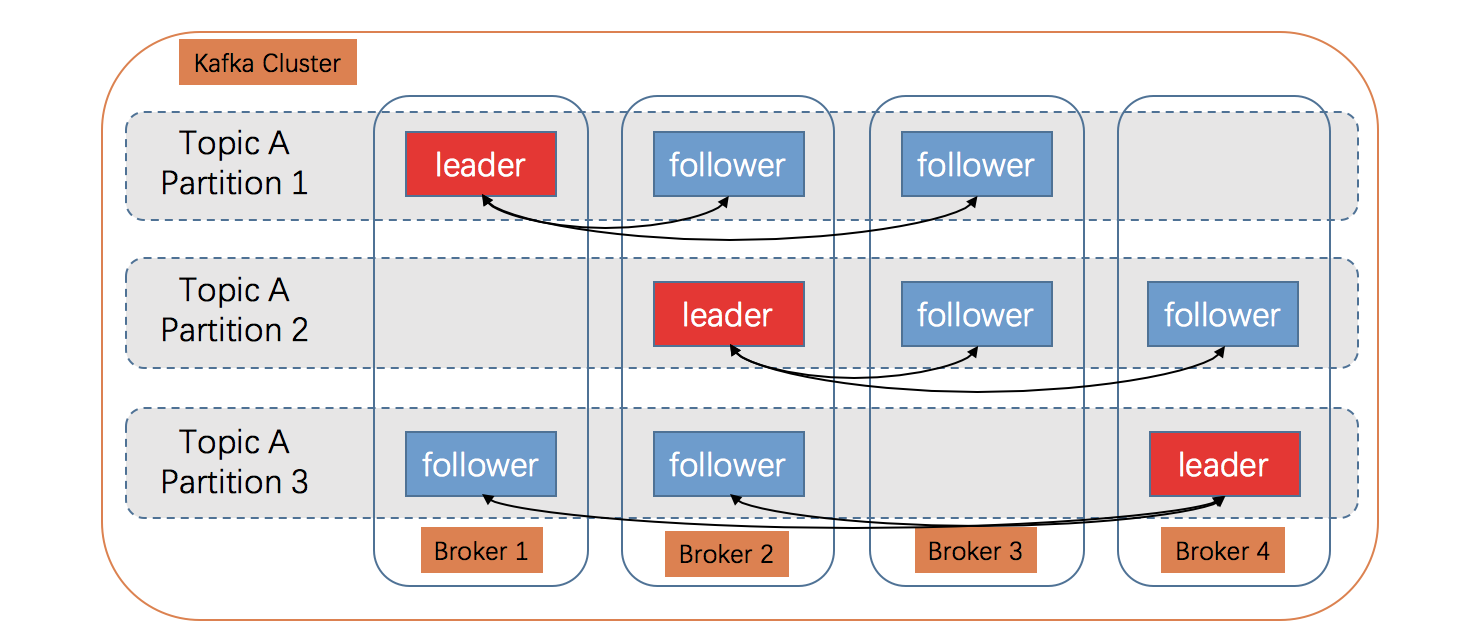 Kafka Cluster
Topic A
Partition 1
leader
follower
follower
Topic A
Partition 2
leader
follower
follower
Topic A
Partition 3
follower
follower
leader
Broker 1
Broker 2
Broker 3
Broker 4